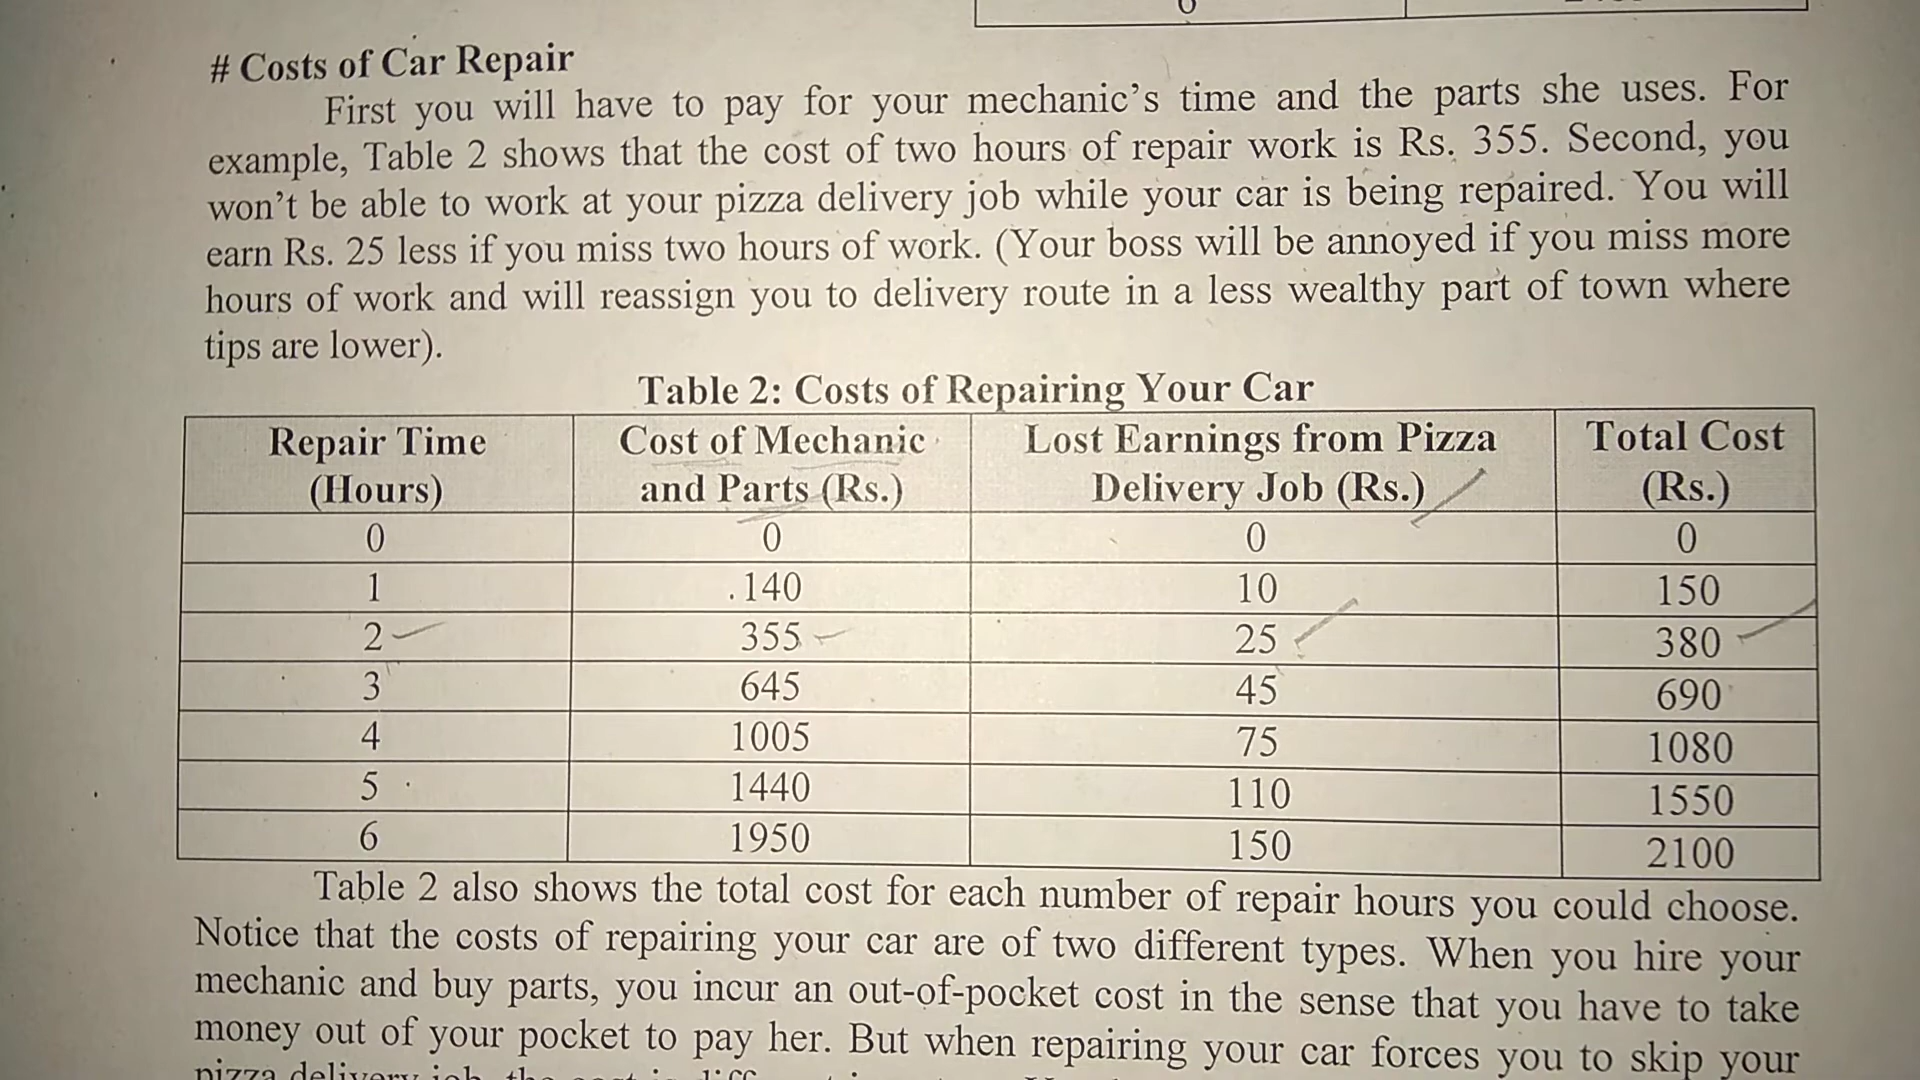 # Costs of Car Repair
First you will have to pay for your mechanic's time and the parts she uses. For
example, Table 2 shows that the cost of two hours of repair work is Rs. 355. Second, you
won't be able to work at your pizza delivery job while your car is being repaired. You will
earn Rs. 25 less if you miss two hours of work. (Your boss will be annoyed if you miss more
hours of work and will reassign you to delivery route in a less wealthy part of town where
tips are lower).
Table 2: Costs of Repairing Your Car
Repair Time (Hours) Cost of Mechanic and Parts (Rs.) Lost Earnings from Pizza Delivery Job (Rs.) Total Cost (Rs.)
0 0 0 0
1 140 10 150
2 355 25 380
3 645 45 690
4 1005 75 1080
5 1440 110 1550
6 1950 150 2100
Table 2 also shows the total cost for each number of repair hours you could choose.
Notice that the costs of repairing your car are of two different types. When you hire your
mechanic and buy parts, you incur an out-of-pocket cost in the sense that you have to take
money out of your pocket to pay her. But when repairing your car forces you to skip your
pizza delivery job, the